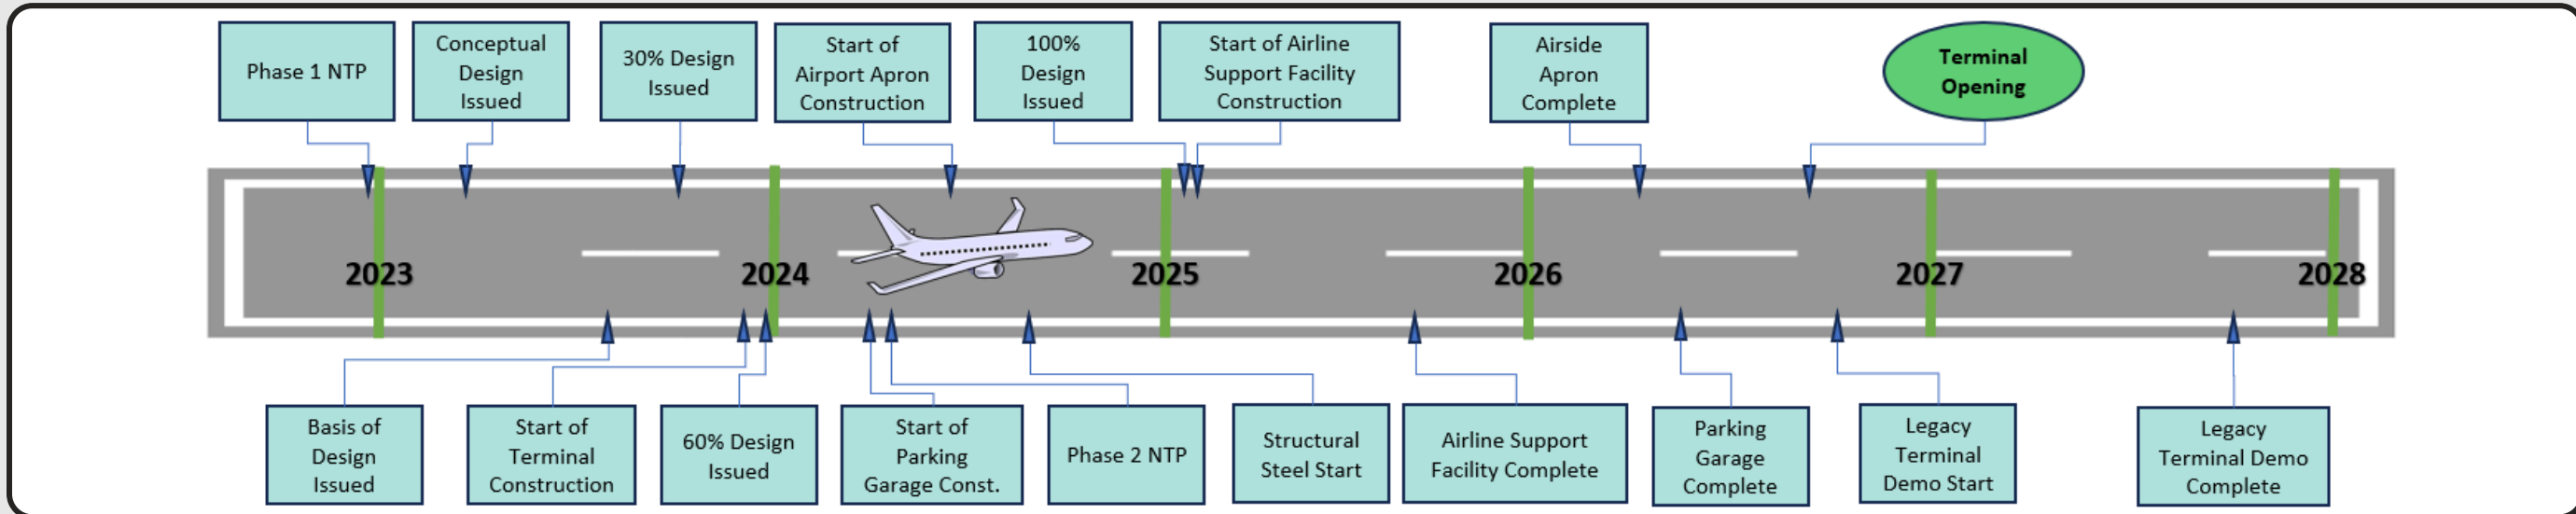 Phase 1 NTP
Conceptual
Design
Issued
30% Design
Issued
Start of
Airport Apron
Construction
100%
Design
Issued
Start of Airline
Support Facility
Construction
Airside
Apron
Complete
Terminal
Opening
2023
2024
2025
2026
2027
2028
Basis of
Design
Issued
Start of
Terminal
Construction
60% Design
Issued
Start of
Parking
Garage Const.
Phase 2 NTP
Structural
Steel Start
Airline Support
Facility Complete
Parking
Garage
Complete
Legacy
Terminal
Demo Start
Legacy
Terminal Demo
Complete